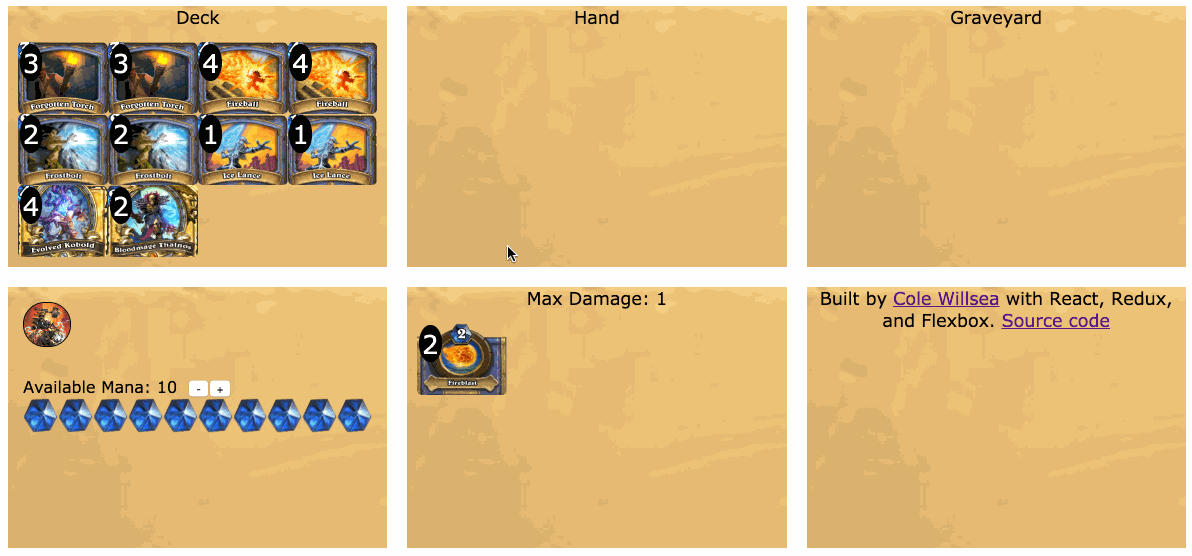 Deck
3
3
4
4
Forgotten Torch
Forgotten Torch
Fireball
Fireball
2
2
1
1
Frostbolt
Frostbolt
Ice Lance
Ice Lance
4
2
Evolved Kobold
Bloodmage Thalnos
Hand
Graveyard
Available Mana: 10 - +
Max Damage: 1
2
2
Fireblast
Built by Cole Willsea with React, Redux,
and Flexbox. Source code